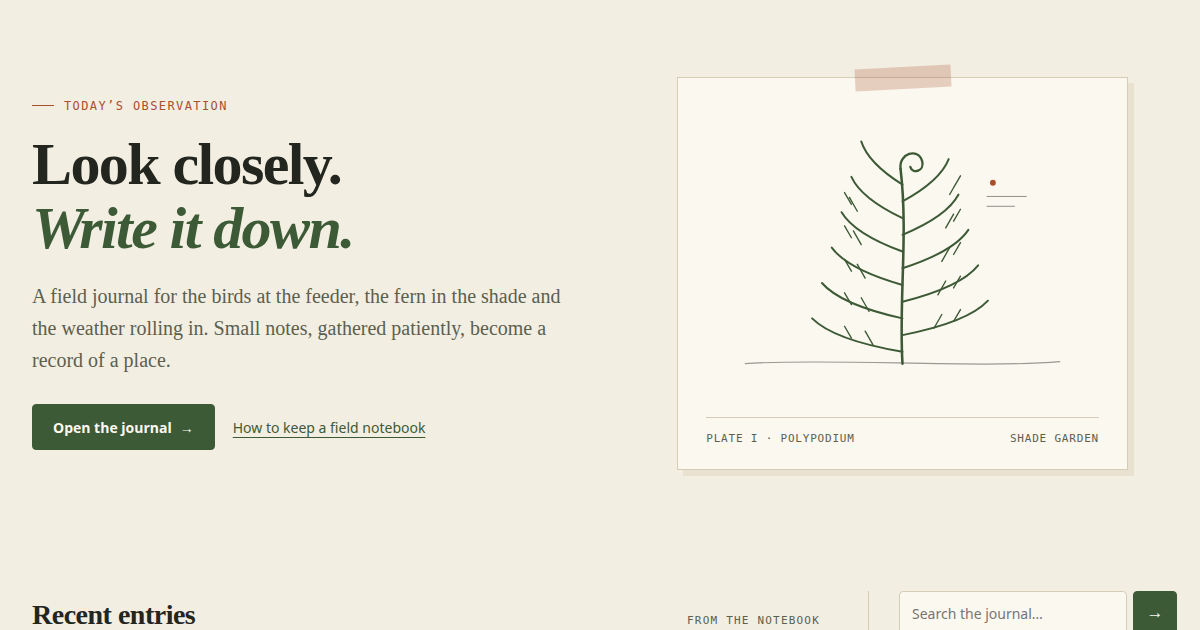 TODAY’S OBSERVATION
Look closely.
Write it down.
A field journal for the birds at the feeder, the fern in the shade and
the weather rolling in. Small notes, gathered patiently, become a
record of a place.
Open the journal →
How to keep a field notebook
PLATE I · POLYPODIUM
SHADE GARDEN
Recent entries
FROM THE NOTEBOOK
Search the journal…
→